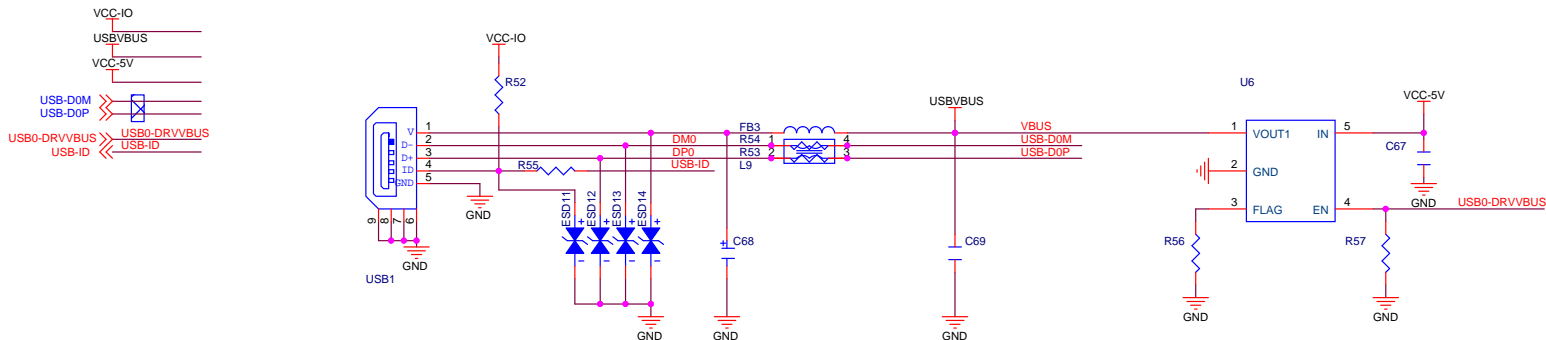 VCC-IO
USBVBUS
VCC-5V
USB-D0M
USB-D0P
USB0-DRVVBUS USB0-DRVVBUS
USB-ID USB-ID
VCC-IO
R52
V 1
D- 2
D+ 3
ID 4
GND 5
9 8 7 6
GND
USB1
GND
DM0
DP0
R55
USB-ID
ESD11
ESD12
ESD13
ESD14
+ + + +
- - - -
GND
+
C68
GND
FB3
R54 1 4
R53 2 3
L9
USBVBUS
VBUS
USB-D0M
USB-D0P
C69
GND
U6
1 VOUT1 IN 5
2 GND
3 FLAG EN 4
VCC-5V
C67
GND
USB0-DRVVBUS
R56
GND
R57
GND